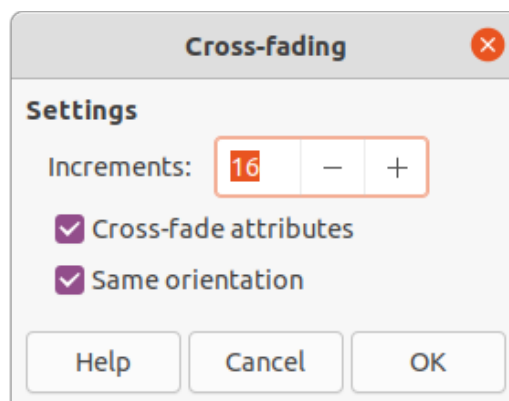 Cross-fading
Settings
Increments: 16
Cross-fade attributes
Same orientation
Help Cancel OK